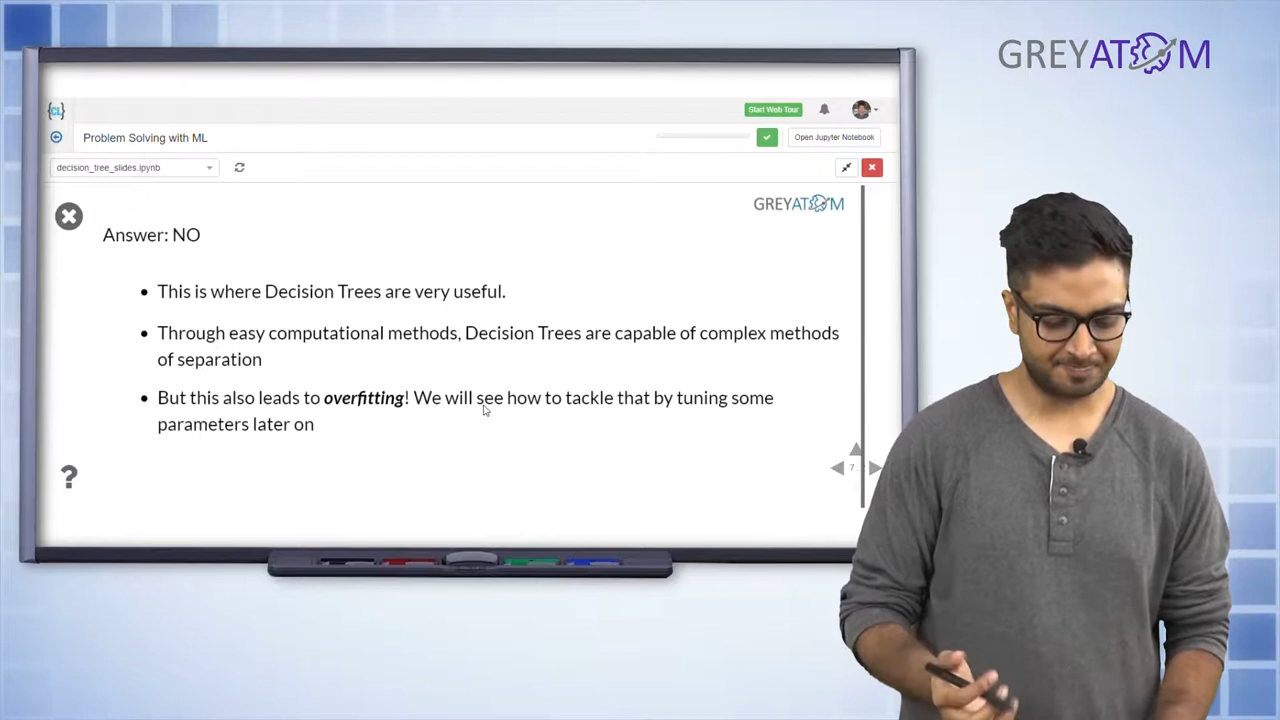 GREYATOM
{CL}
Start Web Tour
Problem Solving with ML
Open Jupyter Notebook
decision_tree_slides.ipynb
GREYATOM
Answer: NO
• This is where Decision Trees are very useful.
• Through easy computational methods, Decision Trees are capable of complex methods
of separation
• But this also leads to overfitting! We will see how to tackle that by tuning some
parameters later on
?
7